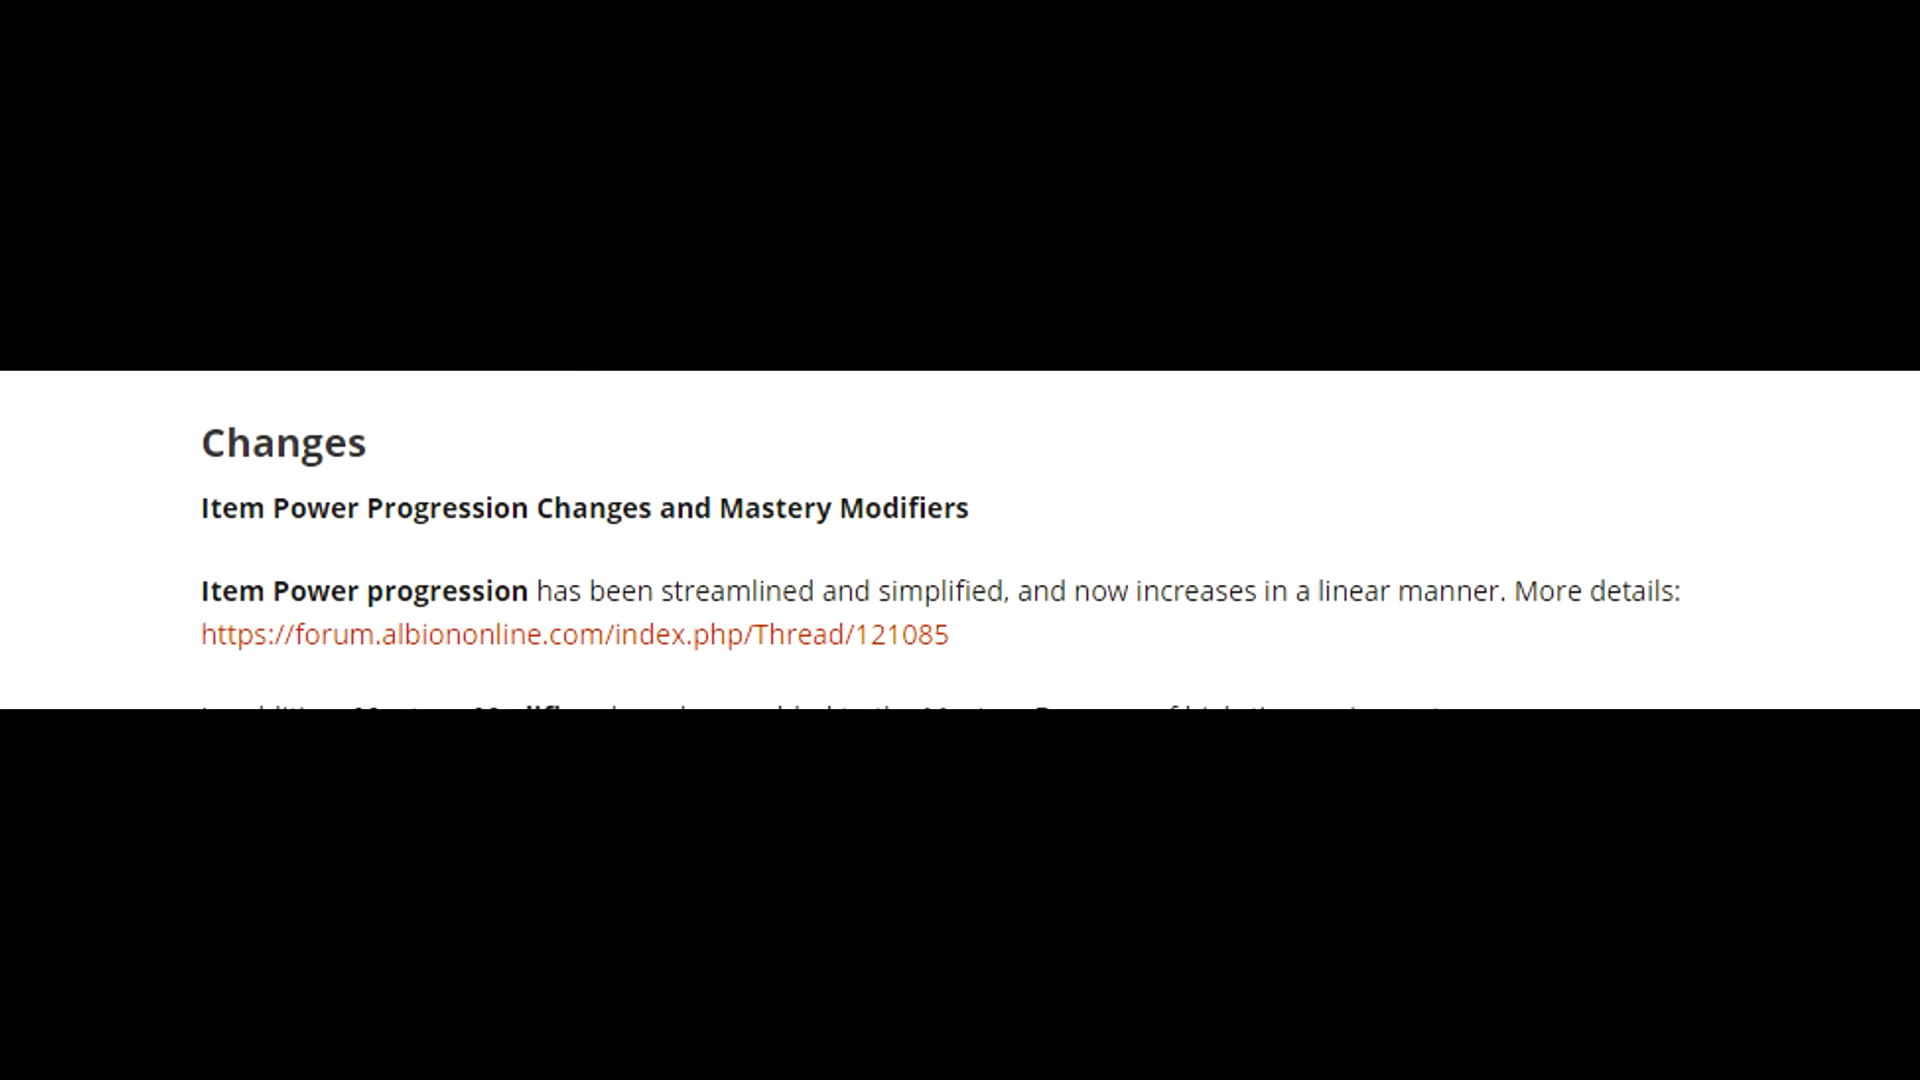 Changes
Item Power Progression Changes and Mastery Modifiers
Item Power progression has been streamlined and simplified, and now increases in a linear manner. More details:
https://forum.albiononline.com/index.php/Thread/121085